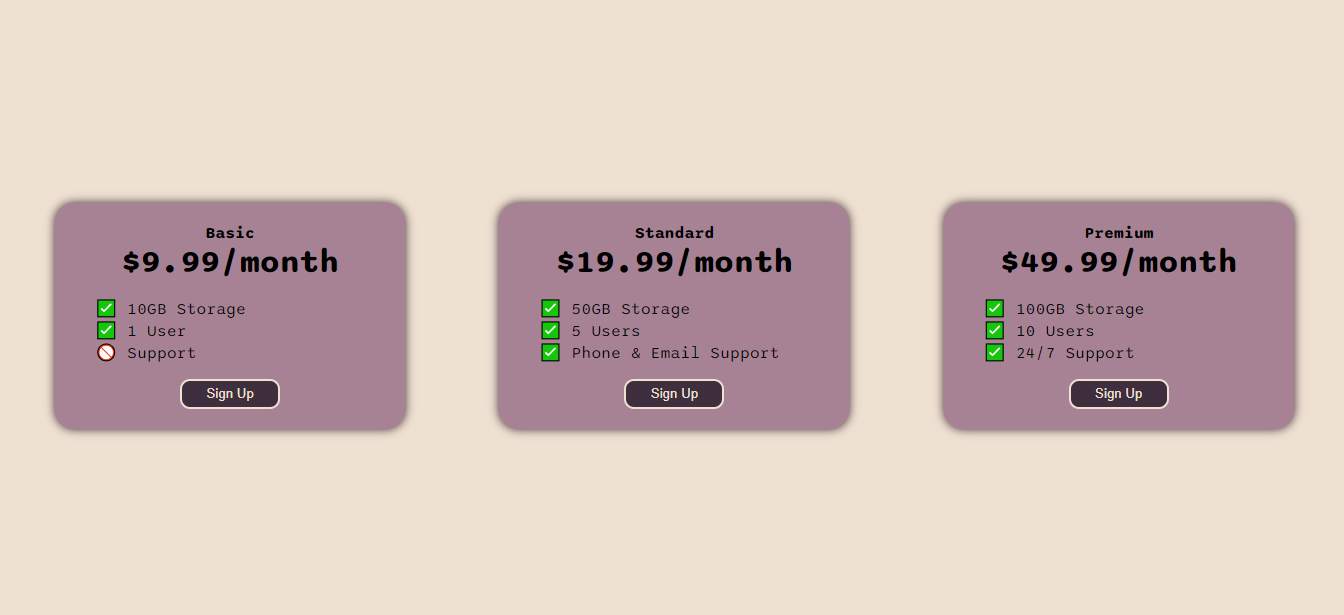 Basic
$9.99/month
10GB Storage
1 User
Support
Sign Up
Standard
$19.99/month
50GB Storage
5 Users
Phone & Email Support
Sign Up
Premium
$49.99/month
100GB Storage
10 Users
24/7 Support
Sign Up